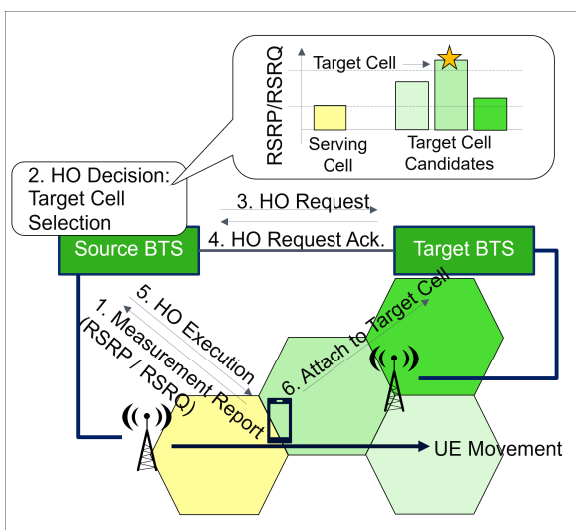 RSRP/RSRQ
Target Cell
Serving
Cell
Target Cell
Candidates
2. HO Decision:
Target Cell
Selection
3. HO Request
4. HO Request Ack.
Source BTS
Target BTS
5. HO Execution
1. Measurement Report
(RSRP / RSRQ)
6. Attach to Target Cell
UE Movement